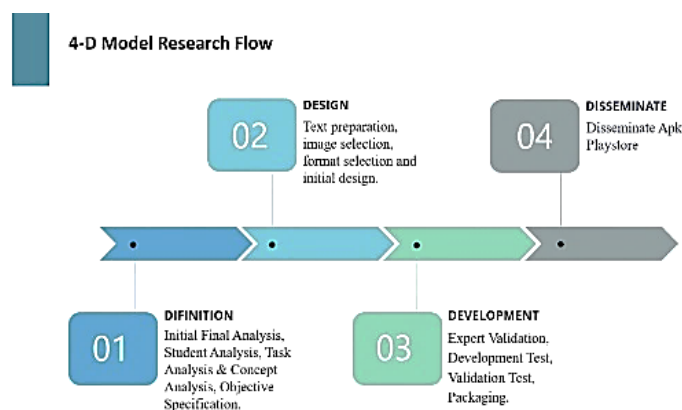 4-D Model Research Flow
01
DIFINITION
Initial Final Analysis,
Student Analysis, Task
Analysis & Concept
Analysis, Objective
Specification.
02
DESIGN
Text preparation,
image selection,
format selection and
initial design.
03
DEVELOPMENT
Expert Validation,
Development Test,
Validation Test,
Packaging.
04
DISSEMINATE
Disseminate Apk
Playstore